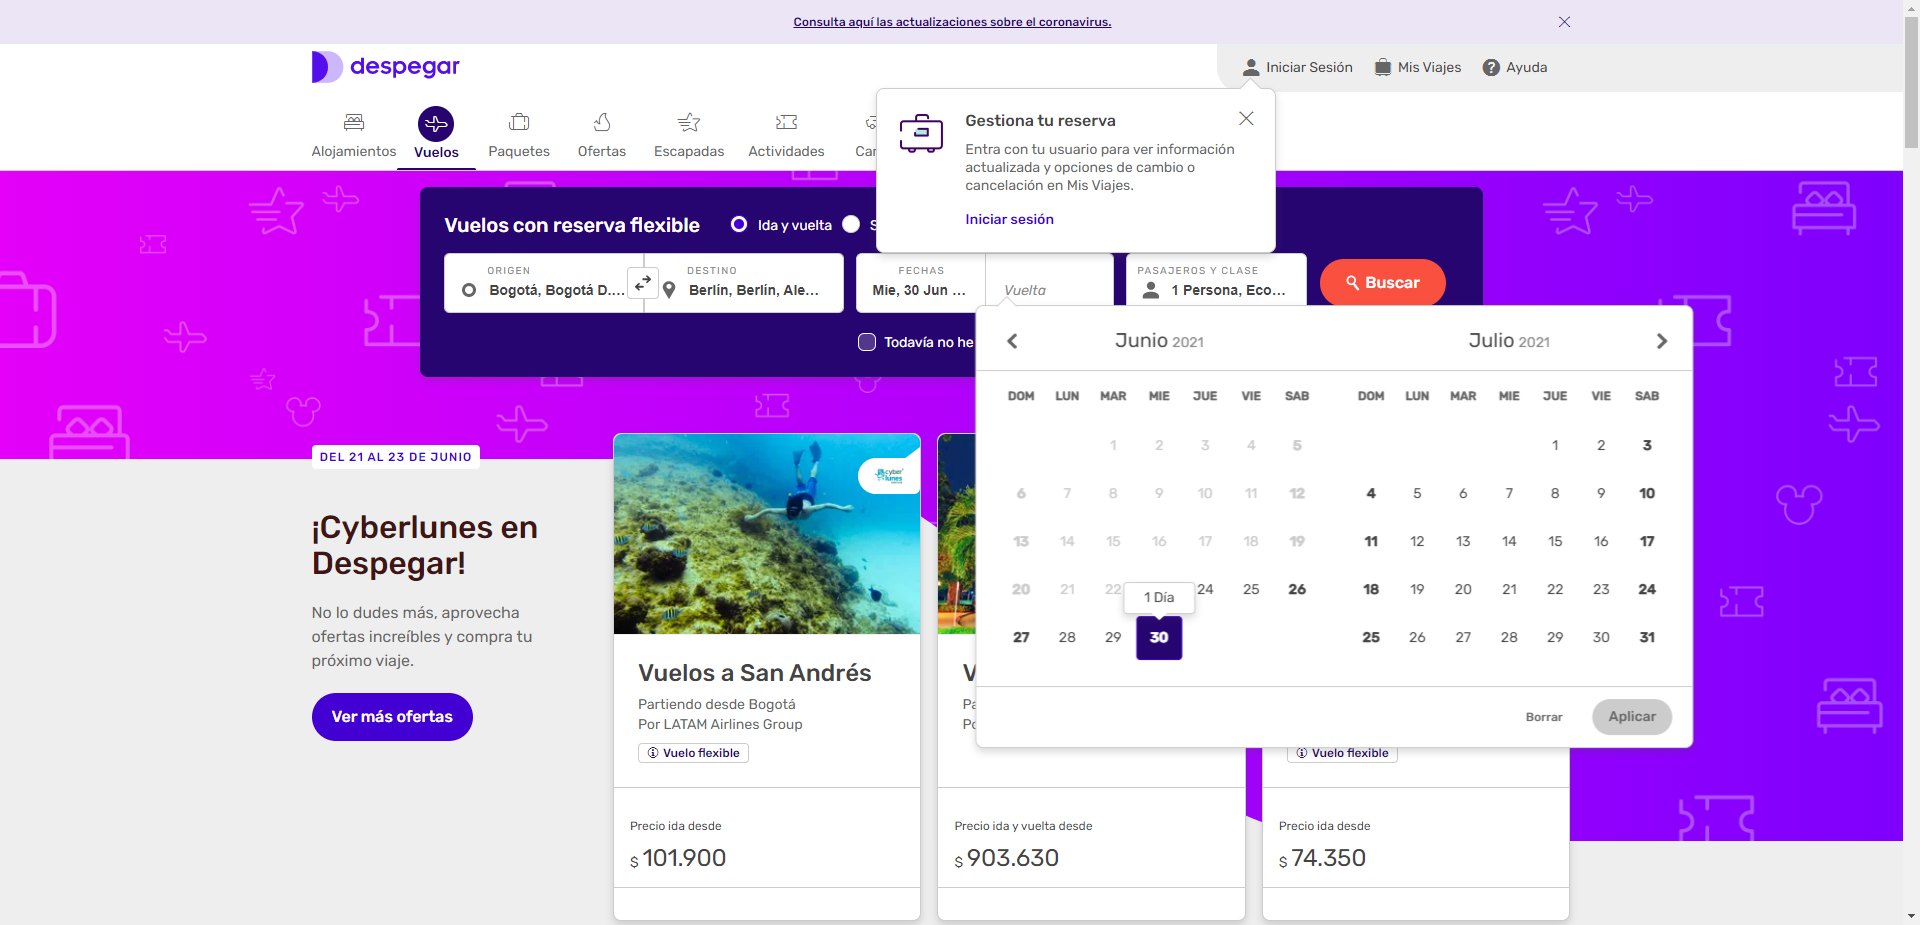 Consulta aquí las actualizaciones sobre el coronavirus.
despegar
Iniciar Sesión
Mis Viajes
Ayuda
Alojamientos
Vuelos
Paquetes
Ofertas
Escapadas
Actividades
Gestiona tu reserva
Entra con tu usuario para ver información
actualizada y opciones de cambio o
cancelación en Mis Viajes.
Iniciar sesión
Vuelos con reserva flexible
Ida y vuelta
ORIGEN
Bogotá, Bogotá D....
DESTINO
Berlín, Berlín, Ale...
FECHAS
Mie, 30 Jun ...
Vuelta
PASAJEROS Y CLASE
1 Persona, Eco...
Buscar
Todavía no he
Junio 2021
DOM LUN MAR MIE JUE VIE SAB
1 2 3 4 5
6 7 8 9 10 11 12
13 14 15 16 17 18 19
20 21 22 24 25 26
1 Día
27 28 29 30
Julio 2021
DOM LUN MAR MIE JUE VIE SAB
1 2 3
4 5 6 7 8 9 10
11 12 13 14 15 16 17
18 19 20 21 22 23 24
25 26 27 28 29 30 31
Borrar
Aplicar
DEL 21 AL 23 DE JUNIO
¡Cyberlunes en
Despegar!
No lo dudes más, aprovecha
ofertas increíbles y compra tu
próximo viaje.
Ver más ofertas
cyber
lunes
Vuelos a San Andrés
Partiendo desde Bogotá
Por LATAM Airlines Group
Vuelo flexible
Precio ida desde
$ 101.900
Precio ida y vuelta desde
$ 903.630
Vuelo flexible
Precio ida desde
$ 74.350